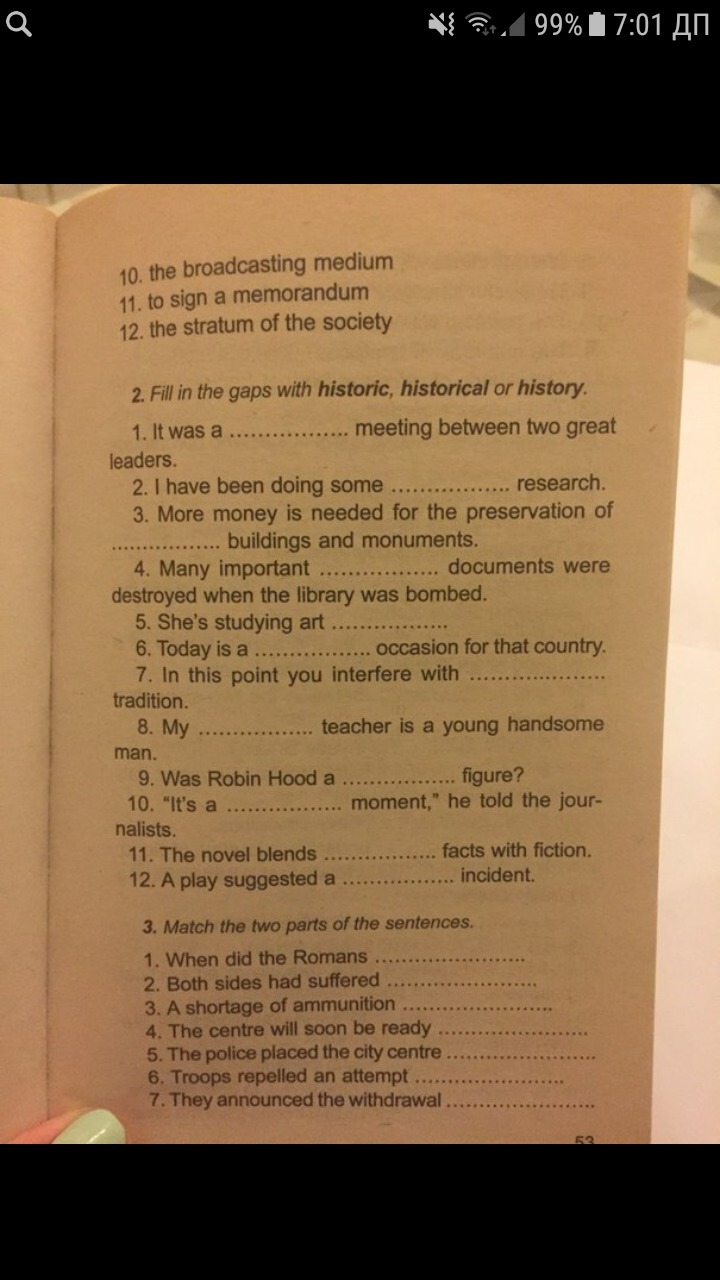 99% 7:01 ДП
10. the broadcasting medium
11. to sign a memorandum
12. the stratum of the society
2. Fill in the gaps with historic, historical or history.
1. It was a ................. meeting between two great
leaders.
2. I have been doing some ................. research.
3. More money is needed for the preservation of
................ buildings and monuments.
4. Many important ................. documents were
destroyed when the library was bombed.
5. She's studying art .................
6. Today is a ................. occasion for that country.
7. In this point you interfere with ....................
tradition.
8. My ................. teacher is a young handsome
man.
9. Was Robin Hood a ................ figure?
10. “It's a ................. moment,” he told the jour-
nalists.
11. The novel blends ................ facts with fiction.
12. A play suggested a ................ incident.
3. Match the two parts of the sentences.
1. When did the Romans ......................
2. Both sides had suffered ......................
3. A shortage of ammunition ......................
4. The centre will soon be ready ......................
5. The police placed the city centre ......................
6. Troops repelled an attempt ......................
7. They announced the withdrawal ......................
53